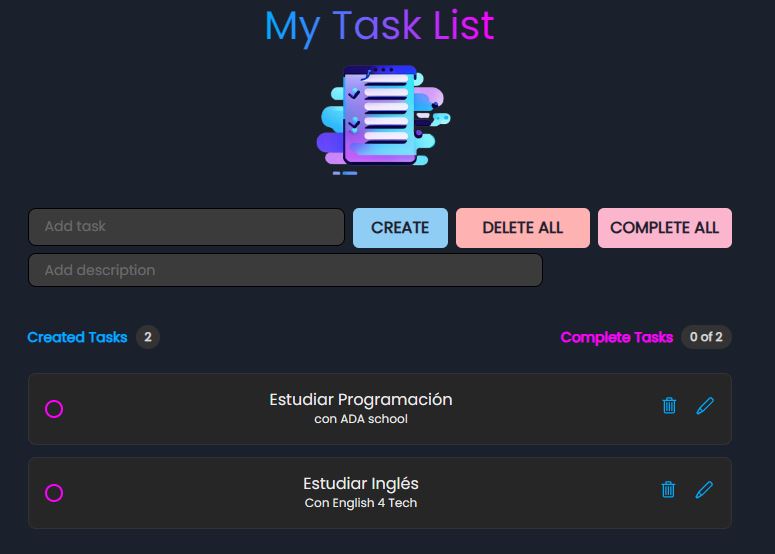 My Task List
Add task
CREATE
DELETE ALL
COMPLETE ALL
Add description
Created Tasks 2
Complete Tasks 0 of 2
Estudiar Programación
con ADA school
Estudiar Inglés
Con English 4 Tech